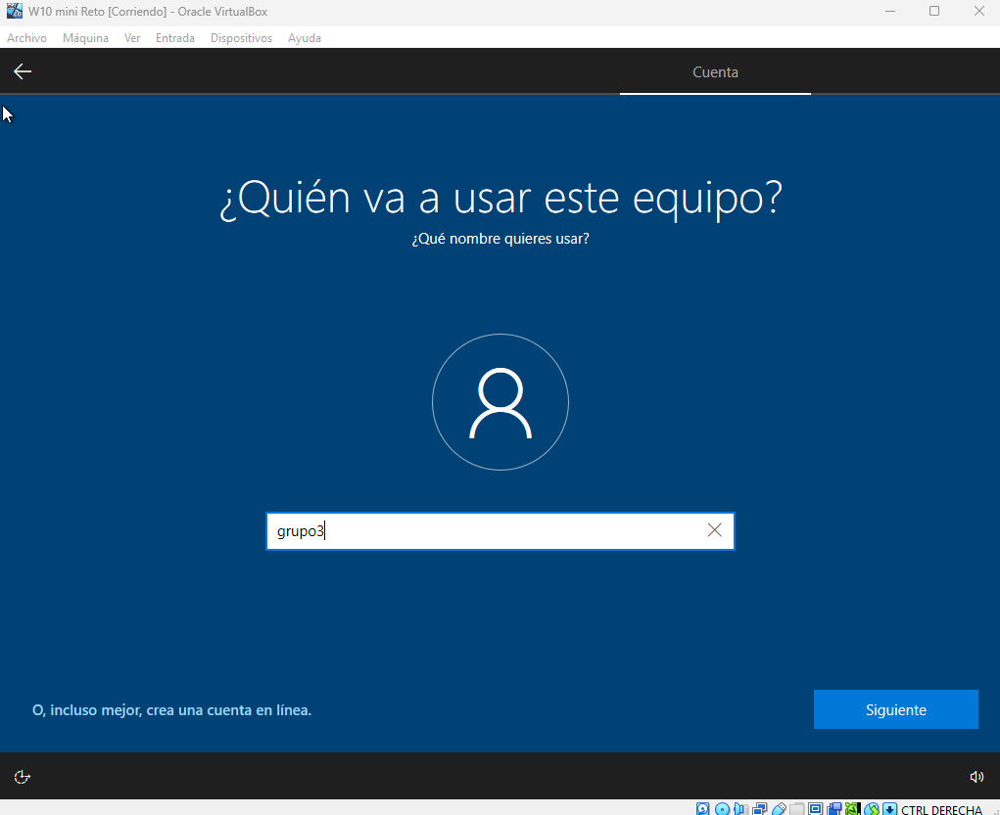 W10 mini Reto [Corriendo] - Oracle VirtualBox
Archivo Máquina Ver Entrada Dispositivos Ayuda
Cuenta
¿Quién va a usar este equipo?
¿Qué nombre quieres usar?
grupo3
O, incluso mejor, crea una cuenta en línea.
Siguiente
CTRL DERECHA